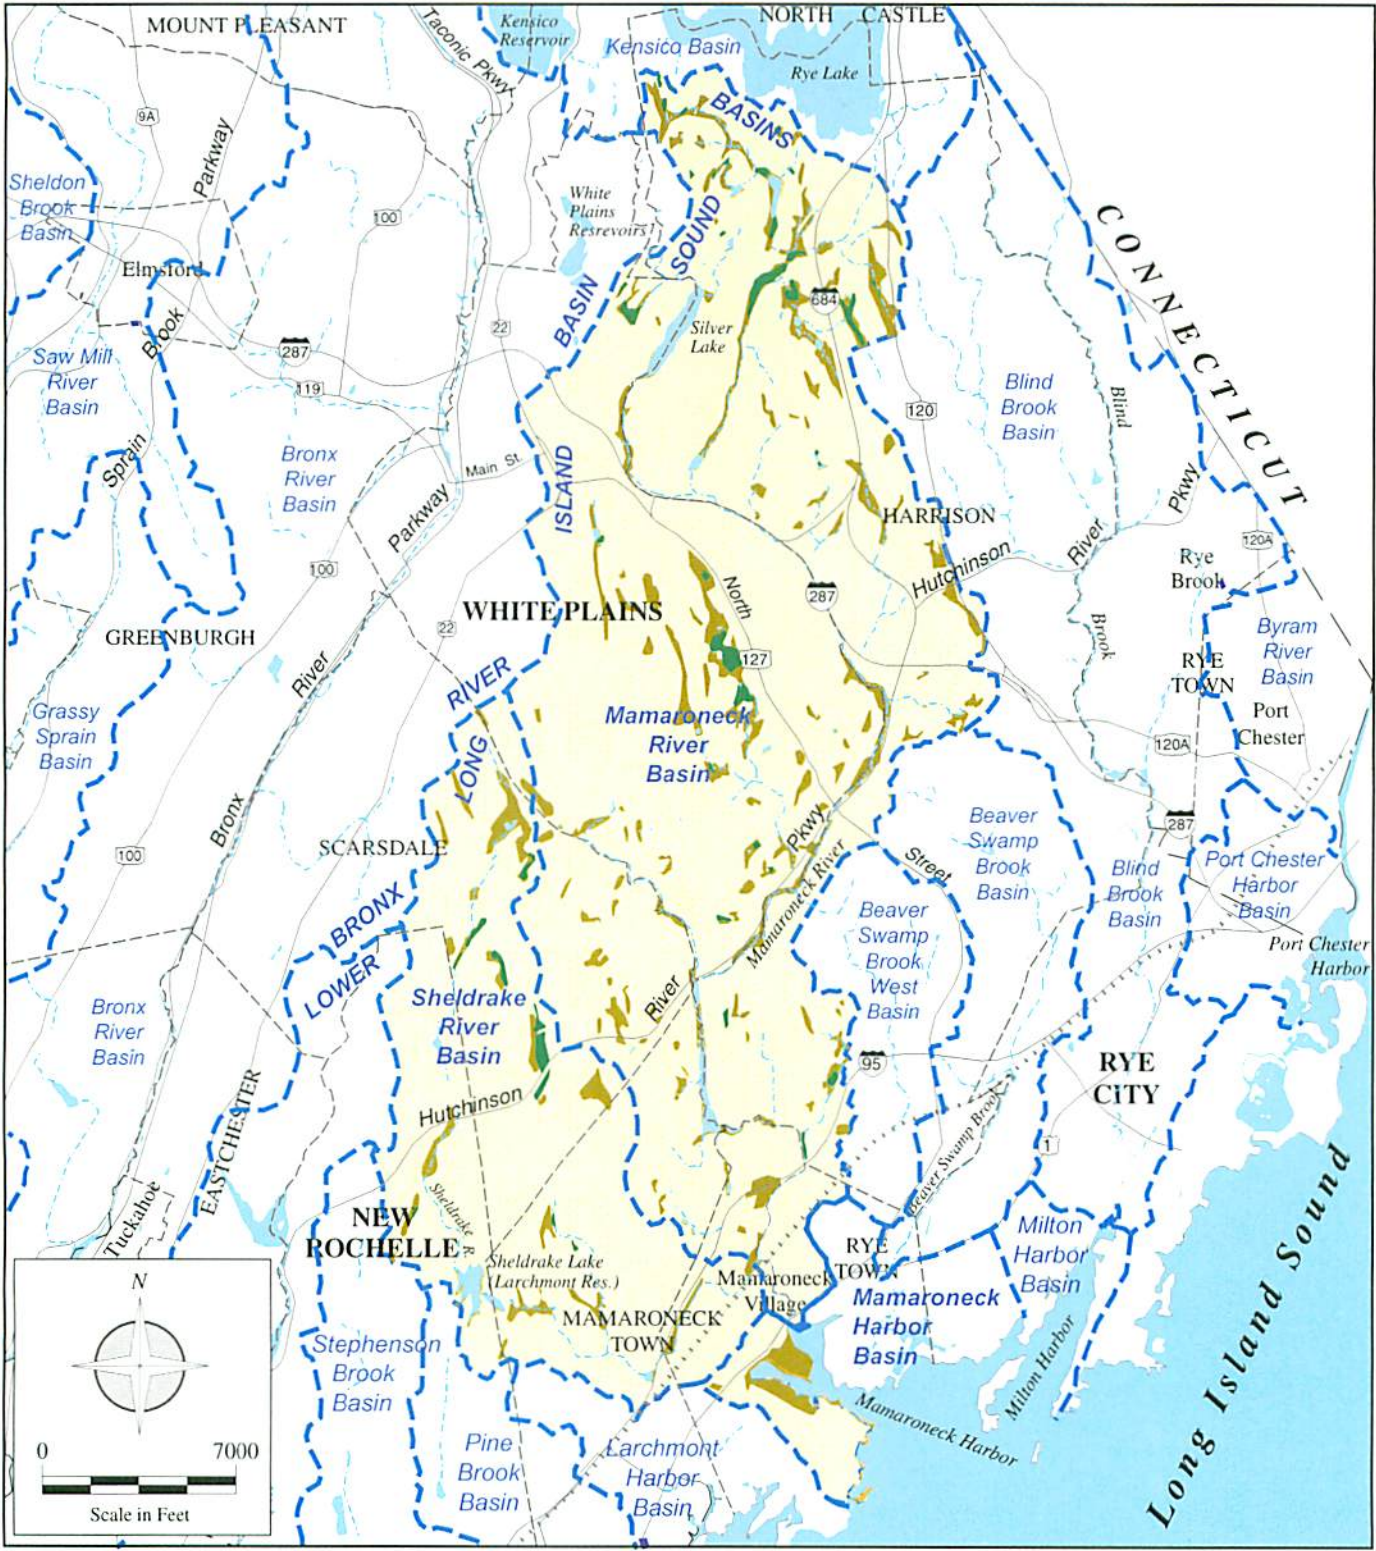 MOUNT PLEASANT
Taconic Pkwy
Kensico
Reservoir
NORTH CASTLE
Kensico Basin
Rye Lake
BASINS
9A
Parkway
Sheldon
Brook
Basin
100
White
Plains
Resrevoirs
SOUND
CONNECTICUT
Elmsford
BASIN
684
Brook
22
Silver
Lake
287
Saw Mill
River
Basin
119
Blind
Brook
Basin
Blind
120
Sprain
Bronx
River
Basin
Main St.
ISLAND
Pkwy
Parkway
HARRISON
River
120A
100
Hutchinson
Rye
Brook
North
287
WHITE PLAINS
GREENBURGH
22
Brook
Byram
River
Basin
River
127
RYE
TOWN
RIVER
Grassy
Sprain
Basin
Mamaroneck
River
Basin
Port
Chester
LONG
120A
Bronx
Pkwy
Beaver
Swamp
Brook
Basin
287
100
SCARSDALE
Mamaroneck River
Street
Blind
Brook
Basin
Port Chester
Harbor
Basin
BRONX
Beaver
Swamp
Brook
West
Basin
Port Chester
Harbor
LOWER
Sheldrake
River
Basin
River
Bronx
River
Basin
95
RYE
CITY
Hutchinson
EASTCHESTER
Beaver Swamp Brook
1
Long Island Sound
Tuckahoe
Sheldrake R.
NEW
ROCHELLE
Milton
Harbor
Basin
RYE
TOWN
Sheldrake Lake
(Larchmont Res.)
Mamaroneck
Village
Mamaroneck
Harbor
Basin
MAMARONECK
TOWN
N
Stephenson
Brook
Basin
Milton Harbor
Mamaroneck Harbor
0 7000
Scale in Feet
Pine
Brook
Basin
Larchmont
Harbor
Basin